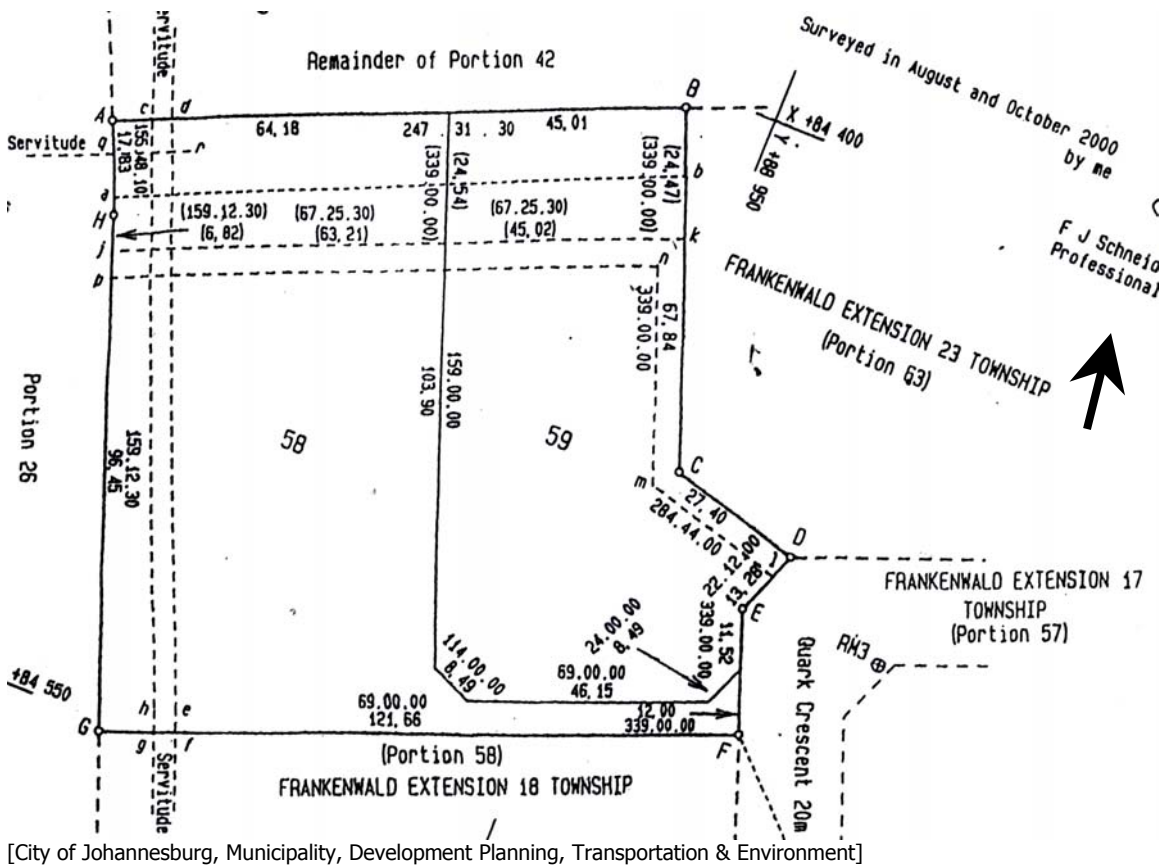 Servitude
Remainder of Portion 42
Surveyed in August and October 2000
by me
F J Schneid
Professional
A
c
d
B
X +84 400
Y +88 950
64,18
247 . 31 . 30
45,01
Servitude
q
r
17,83
155.48.10
(339.00.00)
(24,54)
(24,47)
(339.00.00)
a
b
H
(159.12.30)
(6,82)
(67.25.30)
(63,21)
(67.25.30)
(45,02)
j
k
p
n
FRANKENWALD EXTENSION 23 TOWNSHIP
(Portion 63)
339.00.00
67,84
159.00.00
103,90
Portion 26
159.12.30
96,45
58
59
C
m
27,40
284.44.00
D
22.12.00
13,28
E
FRANKENWALD EXTENSION 17
TOWNSHIP
(Portion 57)
24.00.00
8,49
11,52
339.00.00
114.00.00
8,49
69.00.00
46,15
Quark Crescent 20m
RM3
+84 550
h
e
69.00.00
121,66
12,00
339.00.00
G
g
f
F
Servitude
(Portion 58)
FRANKENWALD EXTENSION 18 TOWNSHIP
[City of Johannesburg, Municipality, Development Planning, Transportation & Environment]